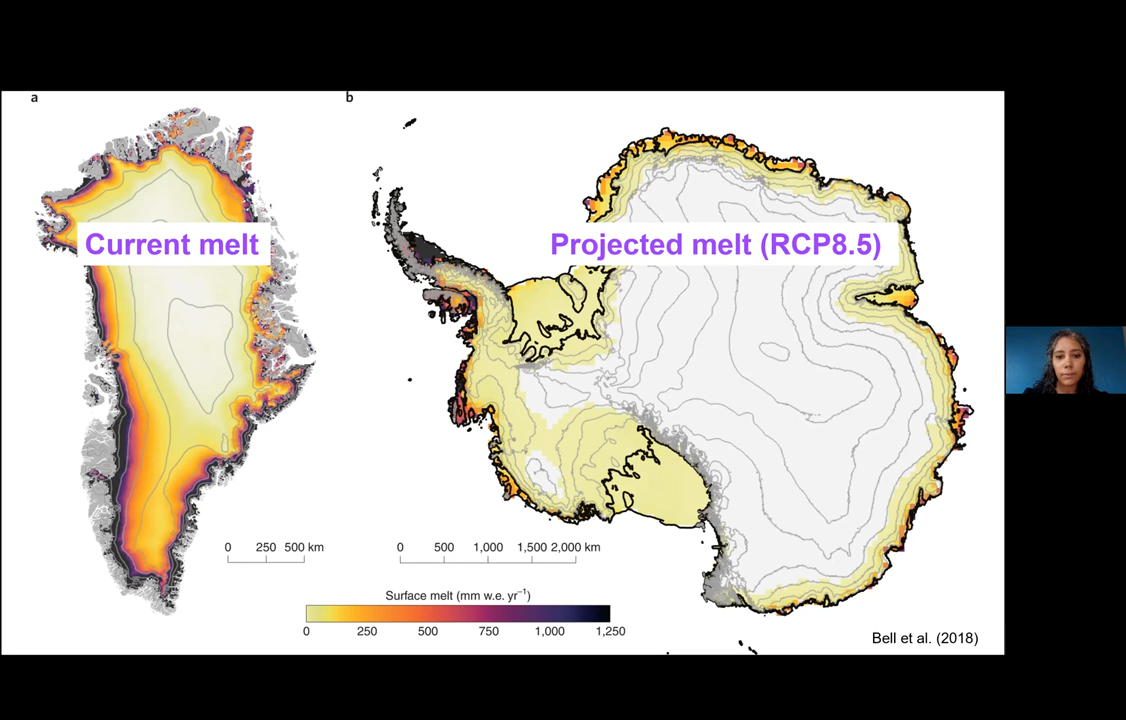 a
b
Current melt
Projected melt (RCP8.5)
0 250 500 km
0 500 1,000 1,500 2,000 km
Surface melt (mm w.e. yr⁻¹)
0 250 500 750 1,000 1,250
Bell et al. (2018)